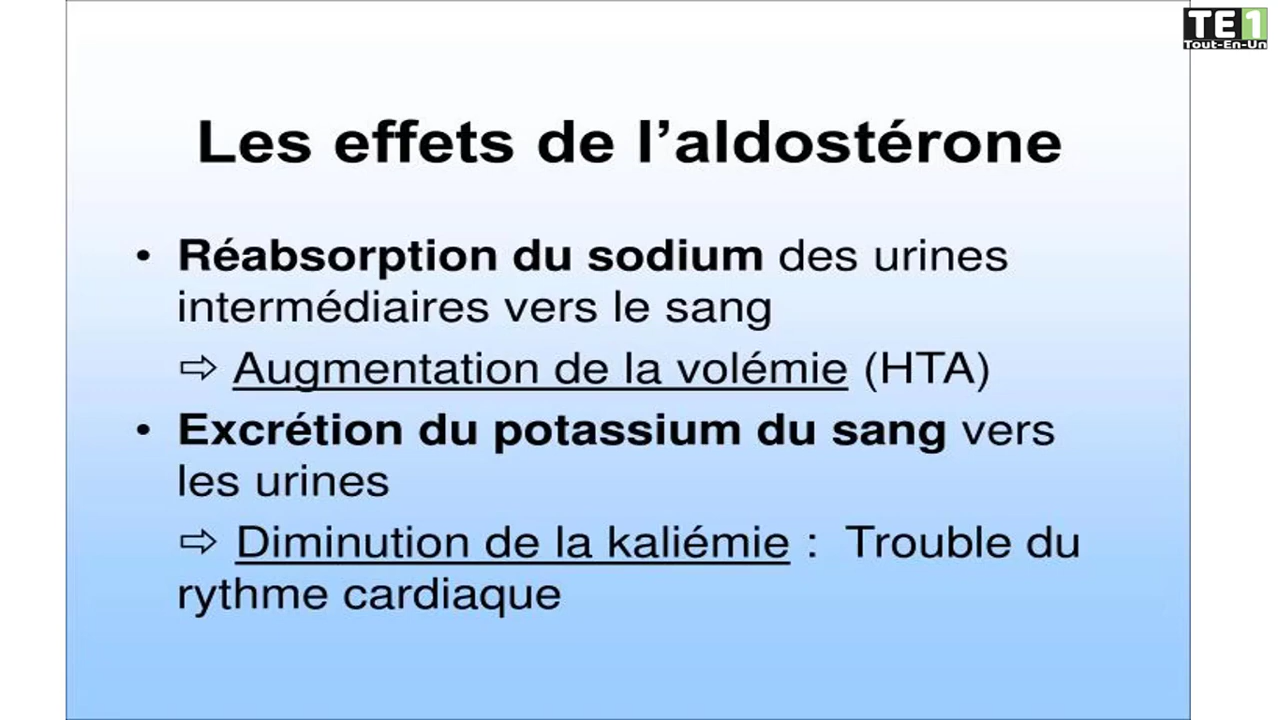 TE1
Tout-En-Un
Les effets de l’aldostérone
• Réabsorption du sodium des urines
intermédiaires vers le sang
⇨ Augmentation de la volémie (HTA)
• Excrétion du potassium du sang vers
les urines
⇨ Diminution de la kaliémie : Trouble du
rythme cardiaque